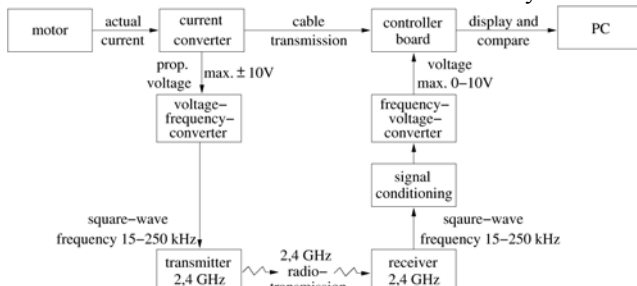 motor
actual
current
current
converter
cable
transmission
controller
board
display and
compare
PC
prop.
voltage
max. ± 10V
voltage
max. 0–10V
voltage–
frequency–
converter
frequency–
voltage–
converter
signal
conditioning
square–wave
frequency 15–250 kHz
sqaure–wave
frequency 15–250 kHz
transmitter
2,4 GHz
2,4 GHz
radio–
transmission
receiver
2,4 GHz